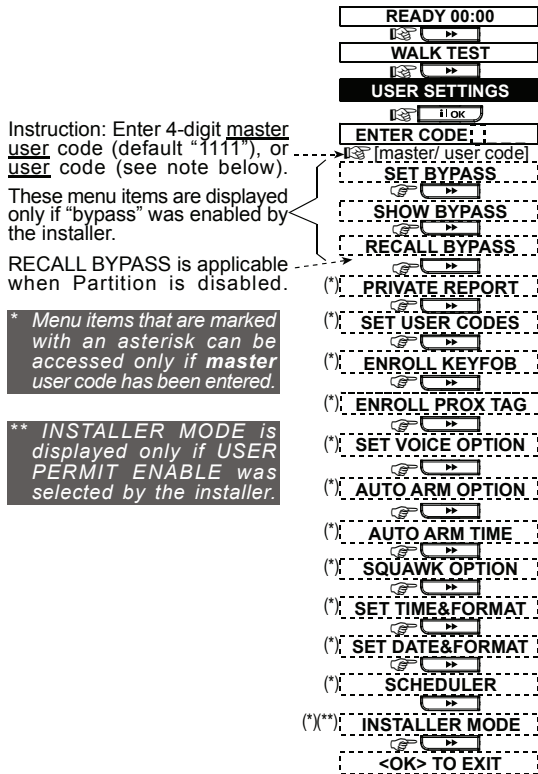 READY 00:00
WALK TEST
USER SETTINGS
i|OK
Instruction: Enter 4-digit master
user code (default "1111"), or
user code (see note below).
ENTER CODE
[master/ user code]
These menu items are displayed
only if "bypass" was enabled by
the installer.
SET BYPASS
SHOW BYPASS
RECALL BYPASS
RECALL BYPASS is applicable
when Partition is disabled.
* Menu items that are marked
with an asterisk can be
accessed only if master
user code has been entered.
** INSTALLER MODE is
displayed only if USER
PERMIT ENABLE was
selected by the installer.
(*) PRIVATE REPORT
(*) SET USER CODES
(*) ENROLL KEYFOB
(*) ENROLL PROX TAG
(*) SET VOICE OPTION
(*) AUTO ARM OPTION
(*) AUTO ARM TIME
(*) SQUAWK OPTION
(*) SET TIME&FORMAT
(*) SET DATE&FORMAT
(*) SCHEDULER
(*)(**) INSTALLER MODE
<OK> TO EXIT